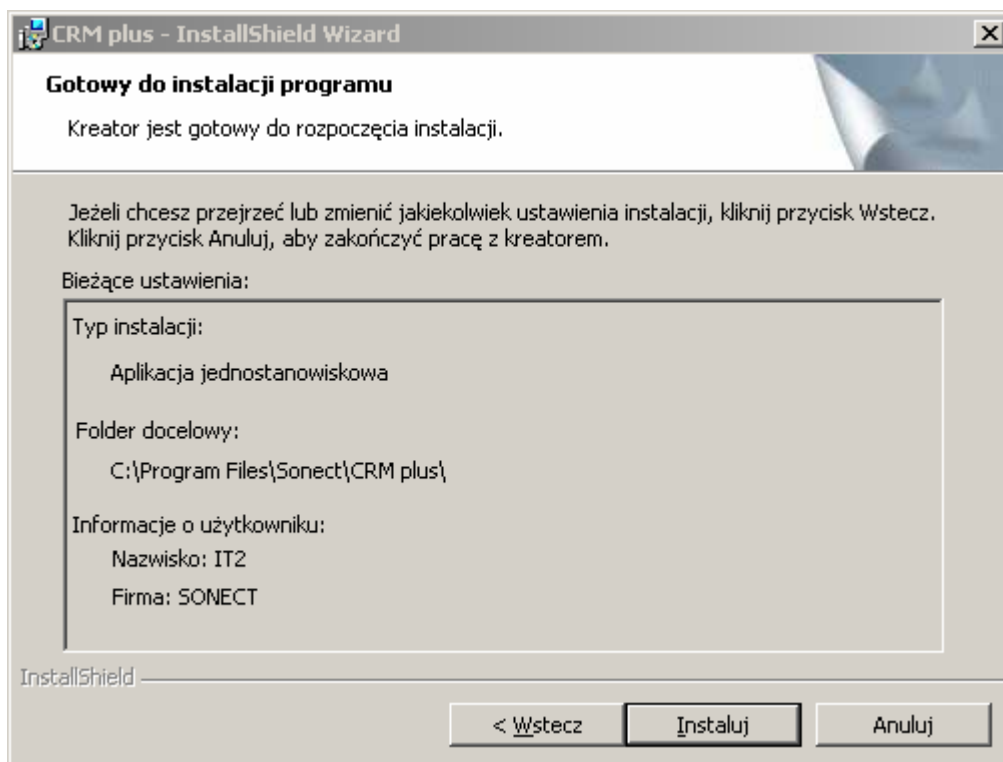 CRM plus - InstallShield Wizard
Gotowy do instalacji programu
Kreator jest gotowy do rozpoczęcia instalacji.
Jeżeli chcesz przejrzeć lub zmienić jakiekolwiek ustawienia instalacji, kliknij przycisk Wstecz.
Kliknij przycisk Anuluj, aby zakończyć pracę z kreatorem.
Bieżące ustawienia:
Typ instalacji:
Aplikacja jednostanowiskowa
Folder docelowy:
C:\Program Files\Sonect\CRM plus\
Informacje o użytkowniku:
Nazwisko: IT2
Firma: SONECT
InstallShield
< Wstecz
Instaluj
Anuluj